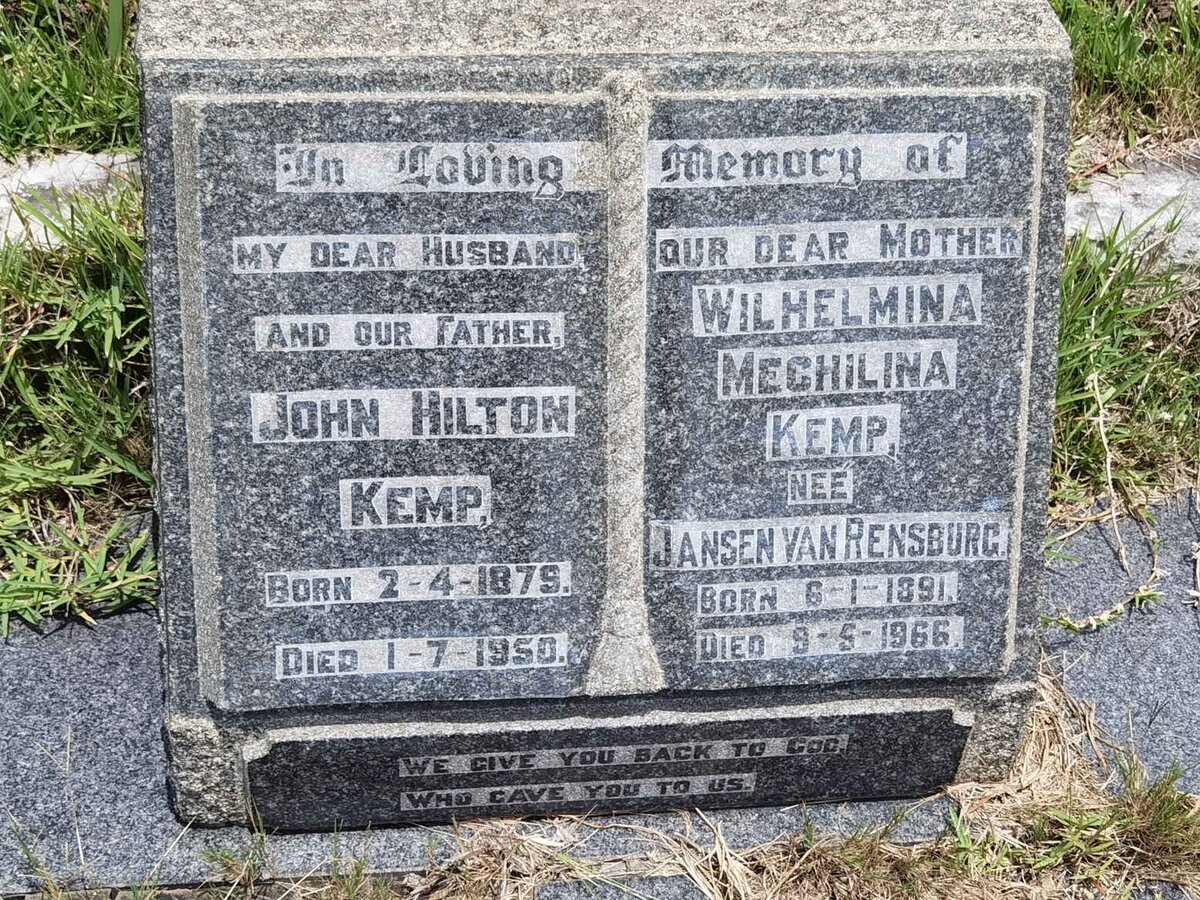 In Loving Memory of
MY DEAR HUSBAND
AND OUR FATHER,
JOHN HILTON
KEMP,
BORN 2-4-1879.
DIED 1-7-1950.
OUR DEAR MOTHER
WILHELMINA
MECHILINA
KEMP,
NEÉ
JANSEN VAN RENSBURG.
BORN 6-1-1891.
DIED 9-5-1966.
WE GIVE YOU BACK TO GOD,
WHO GAVE YOU TO US.